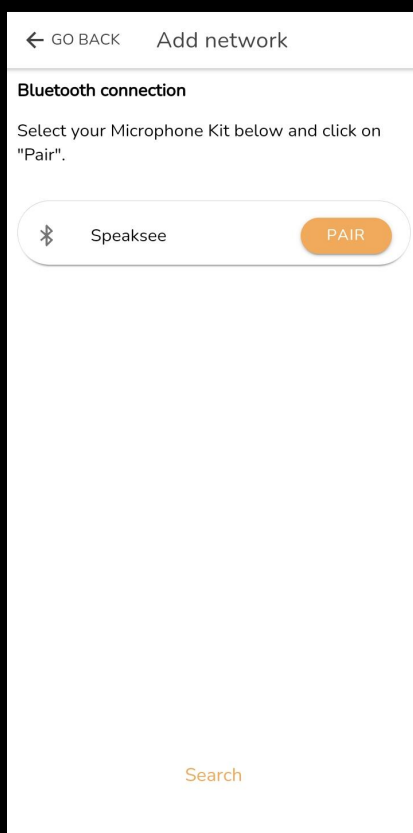 GO BACK Add network
Bluetooth connection
Select your Microphone Kit below and click on
"Pair".
Speaksee PAIR
Search